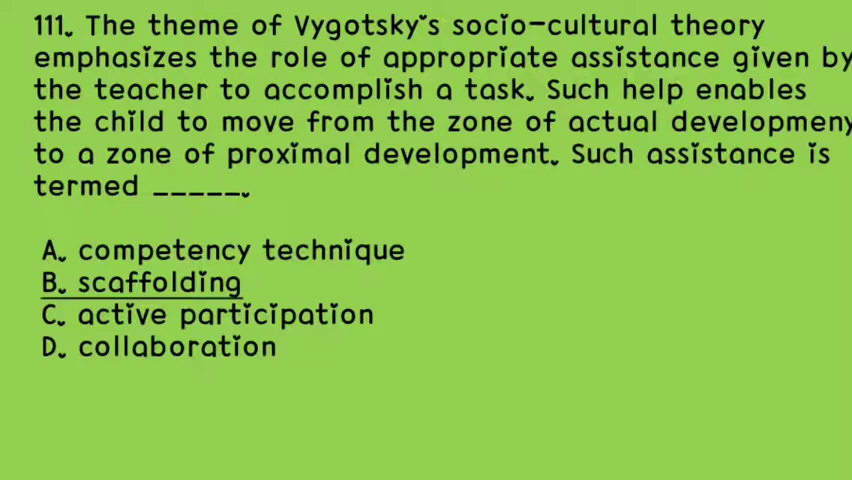 111. The theme of Vygotsky's socio-cultural theory
emphasizes the role of appropriate assistance given by
the teacher to accomplish a task. Such help enables
the child to move from the zone of actual developmeny
to a zone of proximal development. Such assistance is
termed _____.
A. competency technique
B. scaffolding
C. active participation
D. collaboration